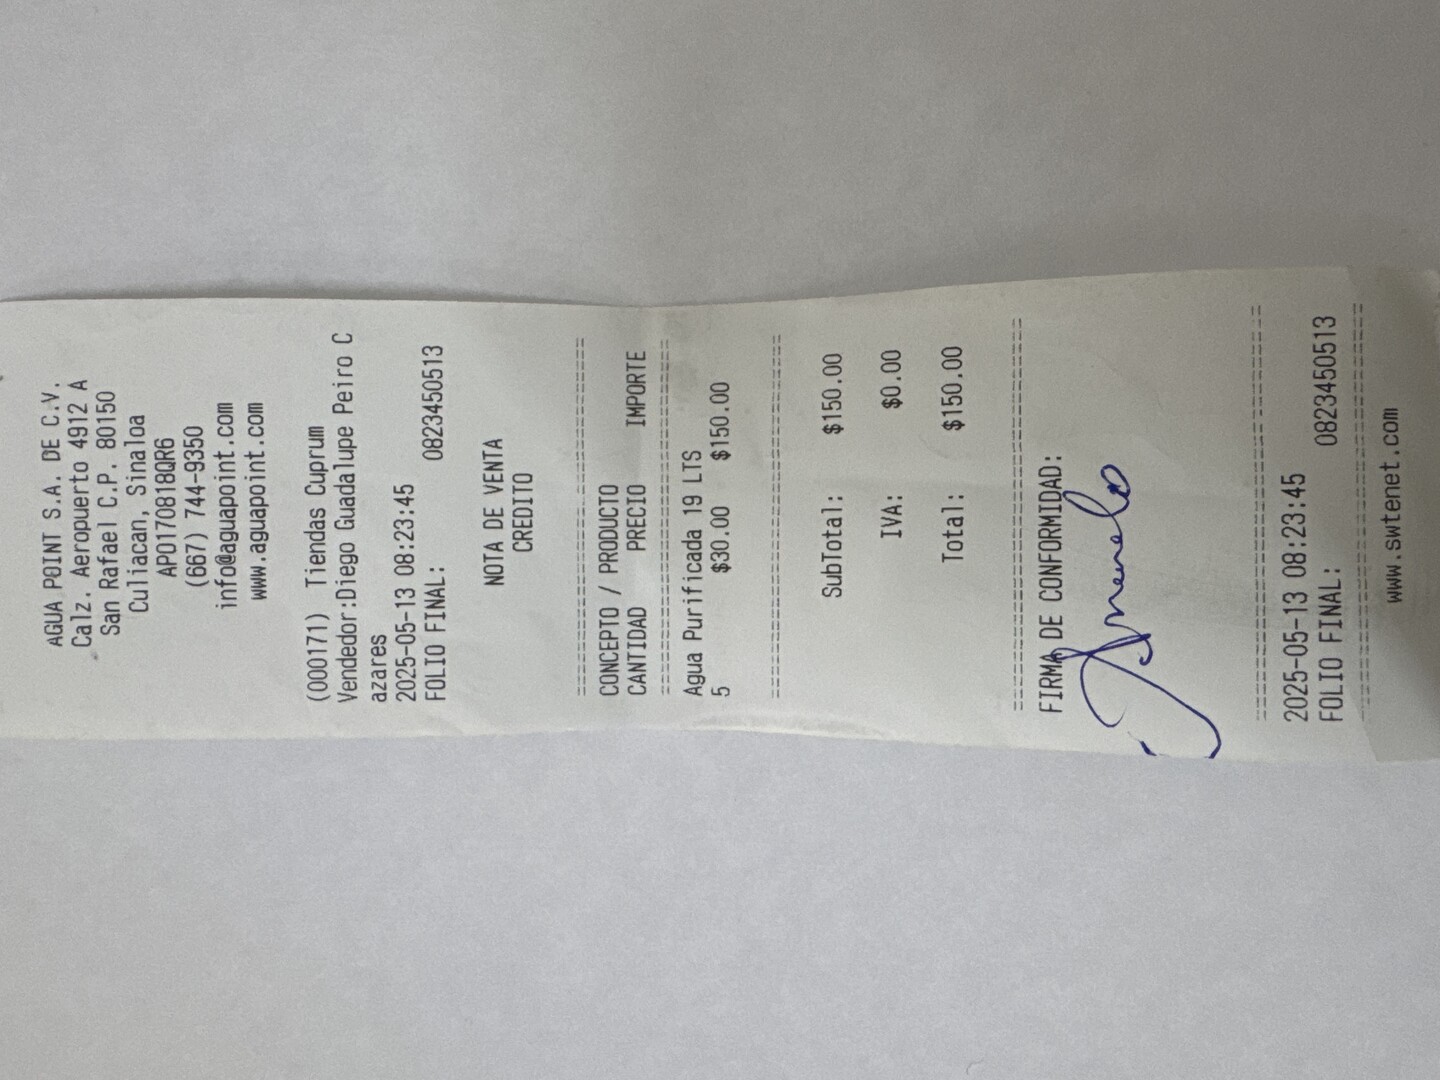 AGUA POINT S.A. DE C.V.
Calz. Aeropuerto 4912 A
San Rafael C.P. 80150
Culiacan, Sinaloa
APO170818QR6
(667) 744-9350
info@aguapoint.com
www.aguapoint.com
(000171) Tiendas Cuprum
Vendedor:Diego Guadalupe Peiro C
azares
2025-05-13 08:23:45
FOLIO FINAL: 0823450513
NOTA DE VENTA
CREDITO
================================
CONCEPTO / PRODUCTO
CANTIDAD PRECIO IMPORTE
================================
Agua Purificada 19 LTS
5 $30.00 $150.00
================================
SubTotal: $150.00
IVA: $0.00
Total: $150.00
================================
FIRMA DE CONFORMIDAD:
================================
2025-05-13 08:23:45
FOLIO FINAL: 0823450513
================================
www.swtenet.com